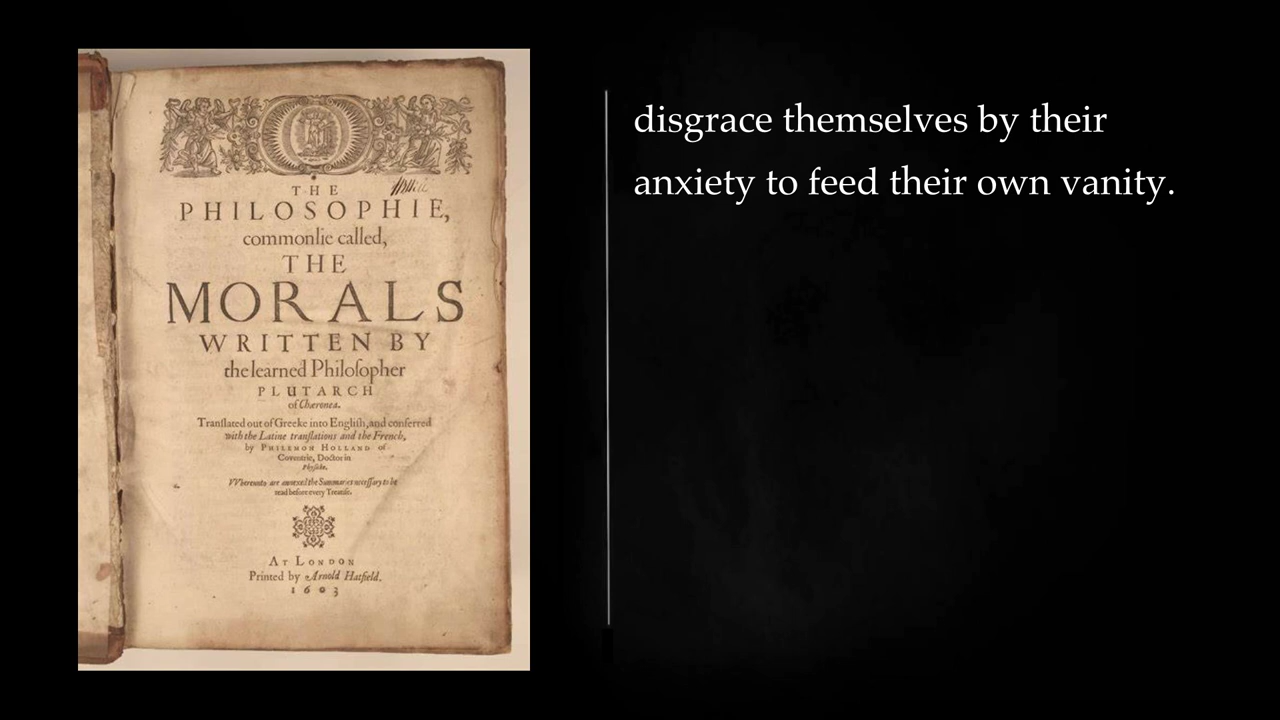 THE
PHILOSOPHIE,
commonlie called,
THE
MORALS
WRITTEN BY
the learned Philoſopher
PLUTARCH
of Chæronea.
Tranſlated out of Greeke into Engliſh, and conferred
with the Latine tranſlations and the French,
by PHILEMON HOLLAND of
Coventrie, Doctor in
Phyſicke.
VVhereunto are annexed the Summaries neceſſary to be
read before every Treatiſe.
AT LONDON
Printed by Arnold Hatfield.
1603
disgrace themselves by their
anxiety to feed their own vanity.